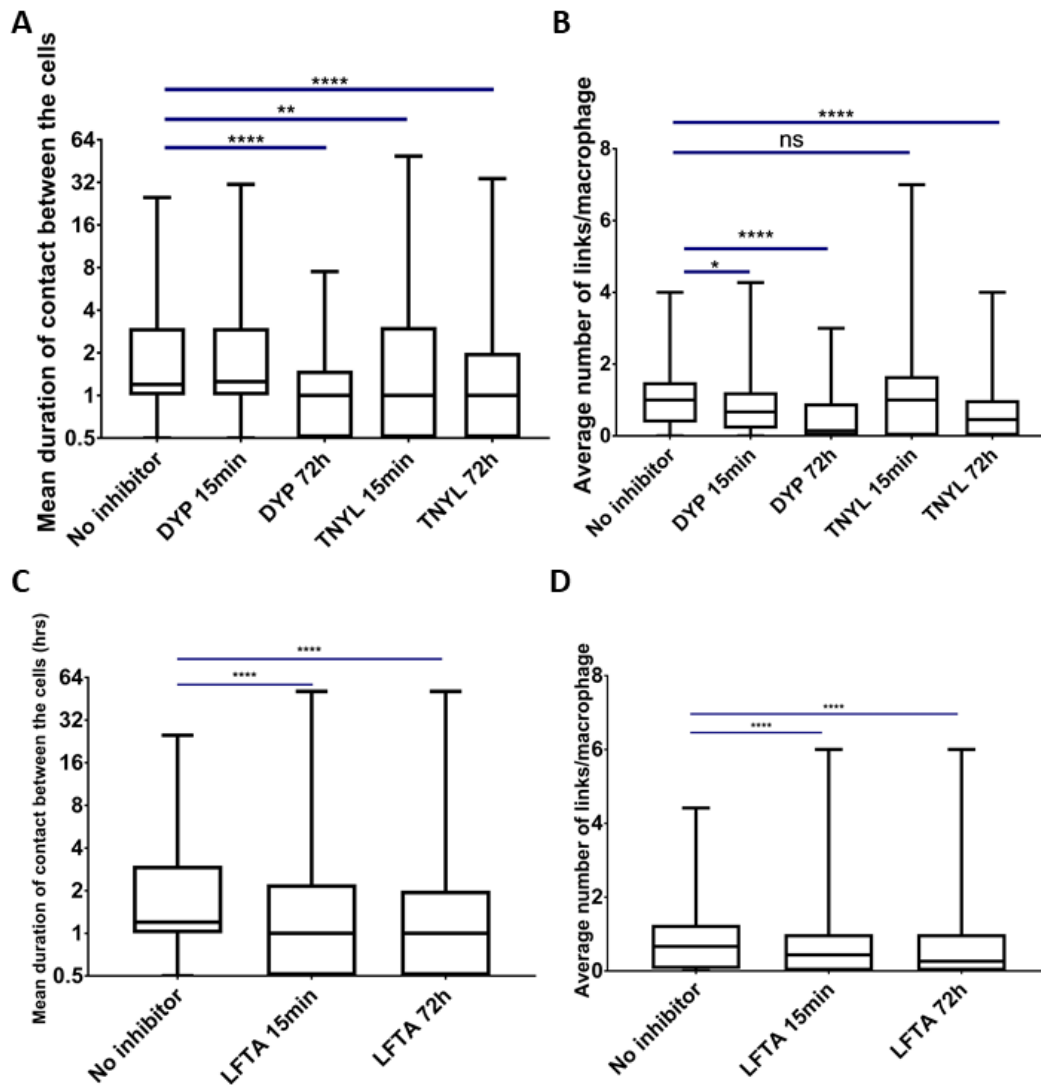 A
Mean duration of contact between the cells
****
**
****
64
32
16
8
4
2
1
0.5
No inhibitor
DYP 15min
DYP 72h
TNYL 15min
TNYL 72h
B
Average number of links/macrophage
****
ns
****
*
8
6
4
2
0
No inhibitor
DYP 15min
DYP 72h
TNYL 15min
TNYL 72h
C
Mean duration of contact between the cells (hrs)
****
****
64
32
16
8
4
2
1
0.5
No inhibitor
LFTA 15min
LFTA 72h
D
Average number of links/macrophage
****
****
8
6
4
2
0
No inhibitor
LFTA 15min
LFTA 72h